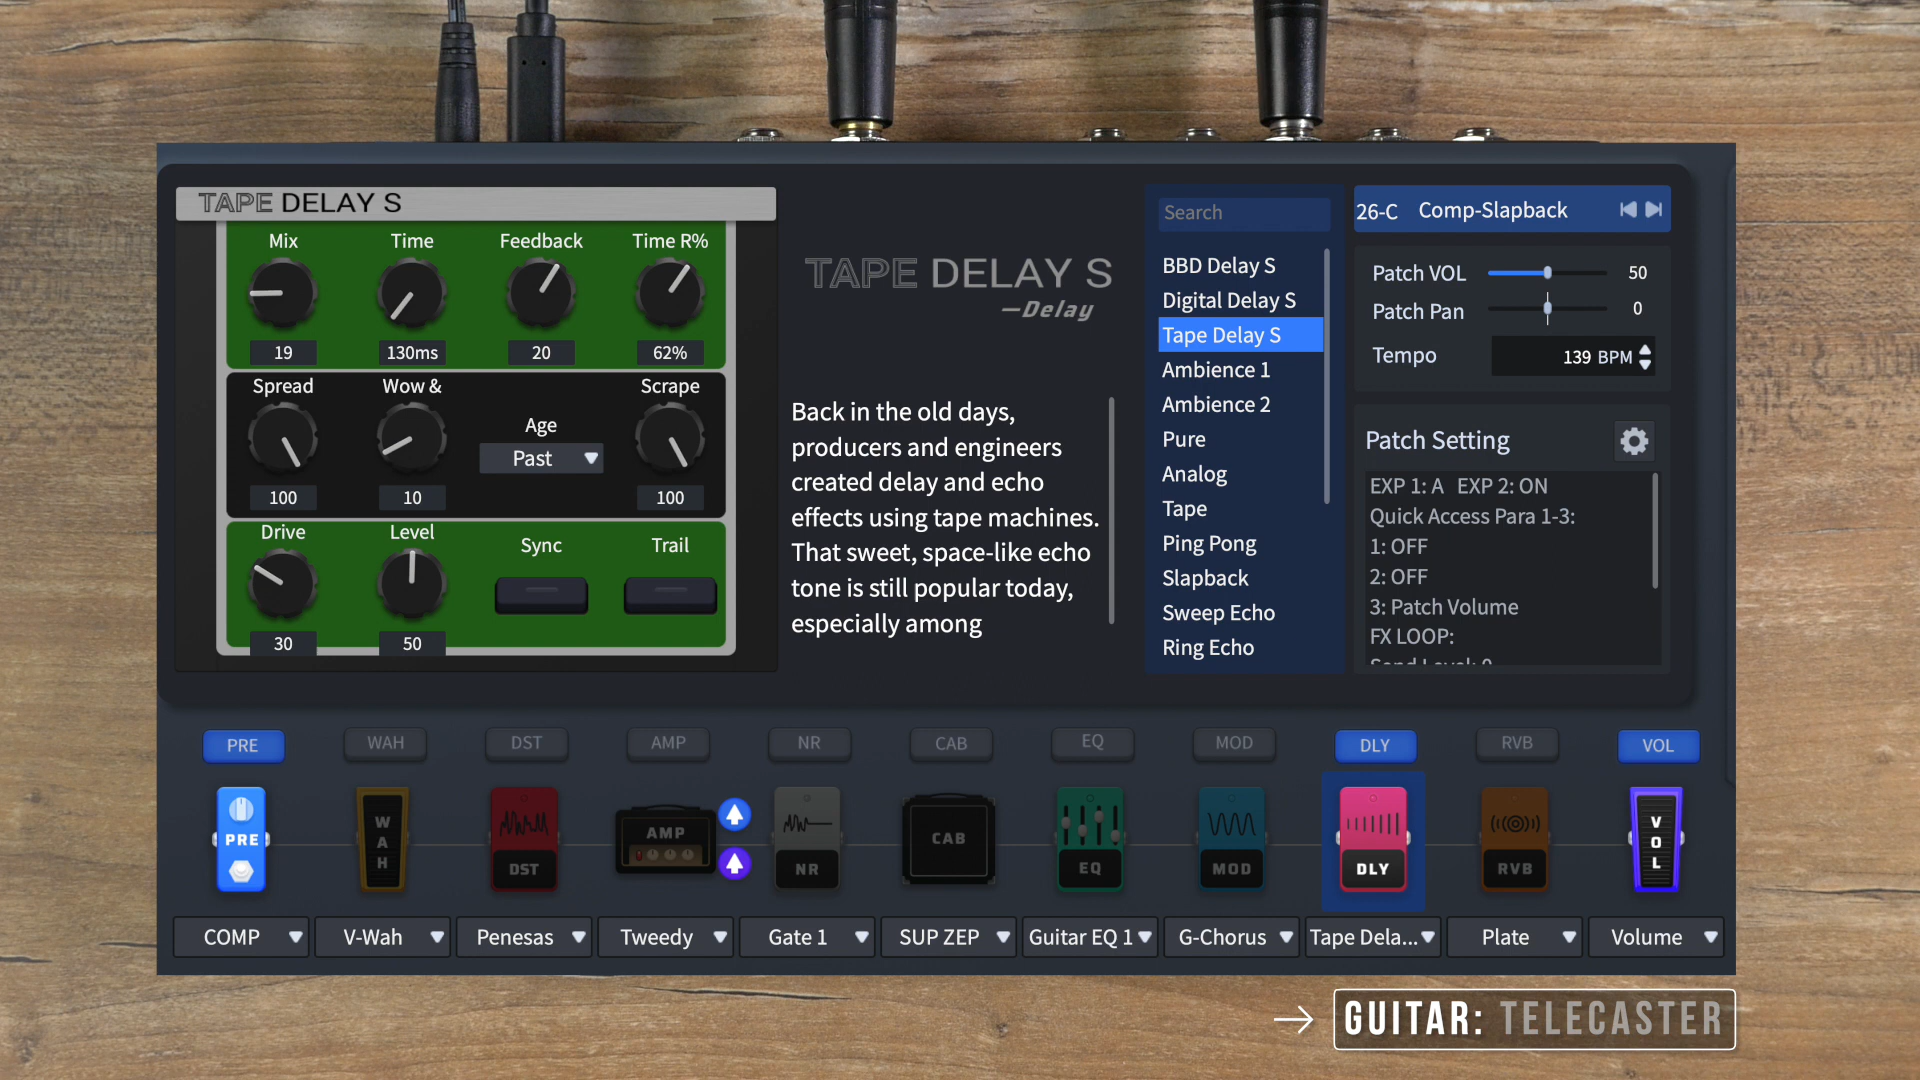 TAPE DELAY S
Mix Time Feedback Time R%
19 130ms 20 62%
Spread Wow & Scrape
Age
Past
100 10 100
Drive Level Sync Trail
30 50
TAPE DELAY S
—Delay
Back in the old days,
producers and engineers
created delay and echo
effects using tape machines.
That sweet, space-like echo
tone is still popular today,
especially among
Search
BBD Delay S
Digital Delay S
Tape Delay S
Ambience 1
Ambience 2
Pure
Analog
Tape
Ping Pong
Slapback
Sweep Echo
Ring Echo
26-C Comp-Slapback
Patch VOL 50
Patch Pan 0
Tempo 139 BPM
Patch Setting
EXP 1: A EXP 2: ON
Quick Access Para 1-3:
1: OFF
2: OFF
3: Patch Volume
FX LOOP:
Send Level: 0
PRE WAH DST AMP NR CAB EQ MOD DLY RVB VOL
PRE WAH DST AMP NR CAB EQ MOD DLY RVB VOL
COMP V-Wah Penesas Tweedy Gate 1 SUP ZEP Guitar EQ 1 G-Chorus Tape Dela... Plate Volume
GUITAR: TELECASTER